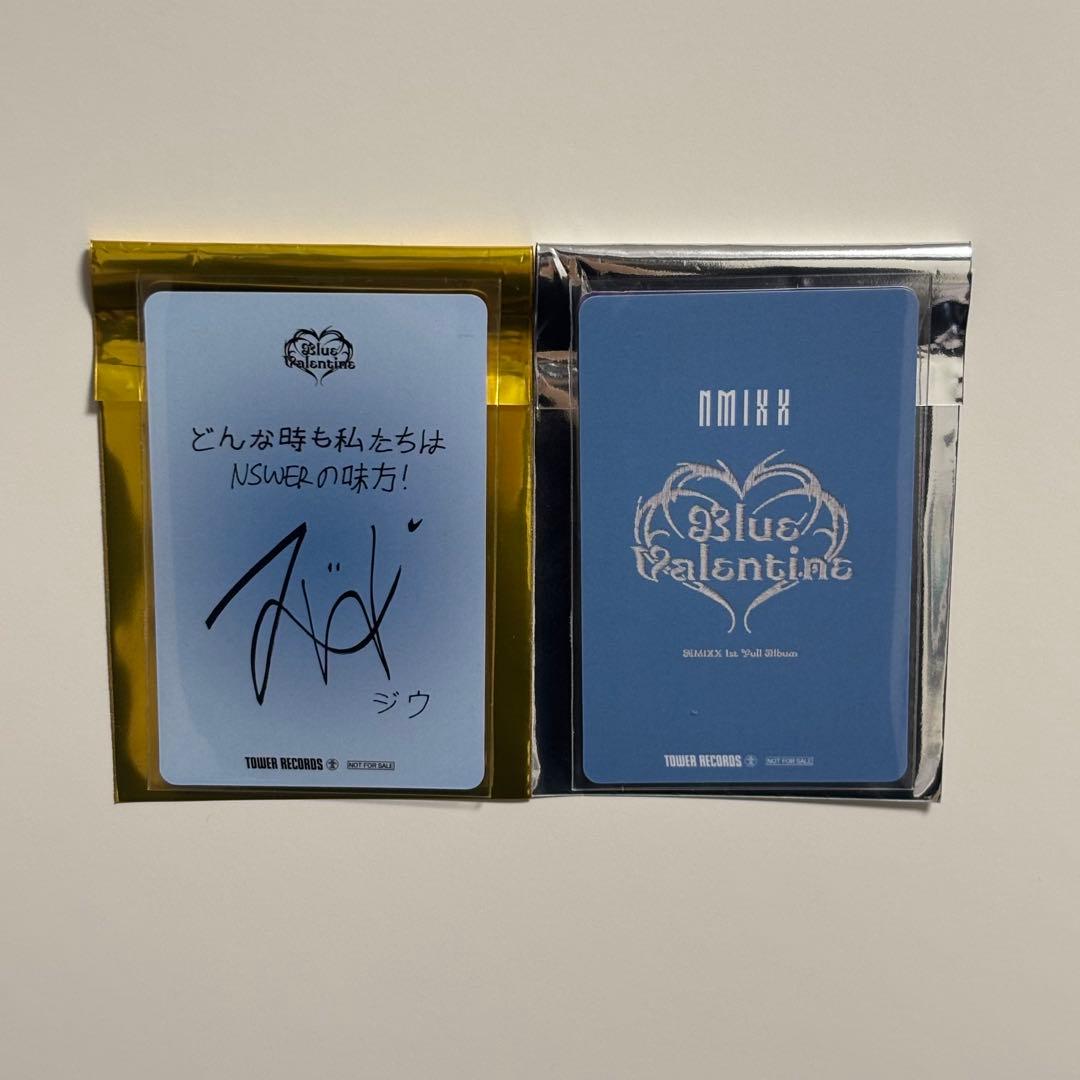 Blue
Valentine
どんな時も私たちは
NSWERの味方!
ジウ
TOWER RECORDS
NOT FOR SALE
NMIXX
Blue
Valentine
NMIXX 1st Full Album
TOWER RECORDS
NOT FOR SALE